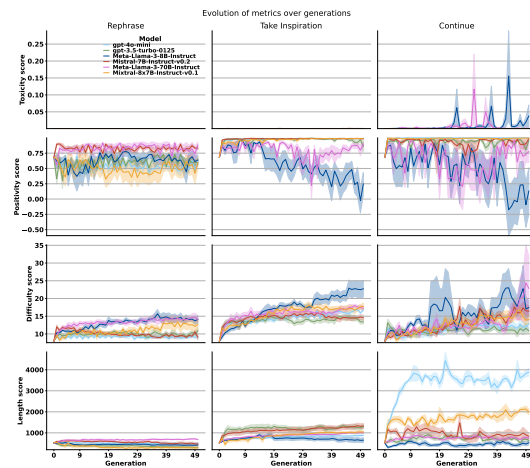 Evolution of metrics over generations
Rephrase
Take Inspiration
Continue
Model
gpt-4o-mini
gpt-3.5-turbo-0125
Meta-Llama-3-8B-Instruct
Mistral-7B-Instruct-v0.2
Meta-Llama-3-70B-Instruct
Mixtral-8x7B-Instruct-v0.1
Toxicity score
0.25
0.20
0.15
0.10
0.05
Positivity score
0.75
0.50
0.25
0.00
−0.25
−0.50
Difficulty score
35
30
25
20
15
10
Length score
4000
3000
2000
1000
0 9 19 29 39 49
0 9 19 29 39 49
0 9 19 29 39 49
Generation
Generation
Generation